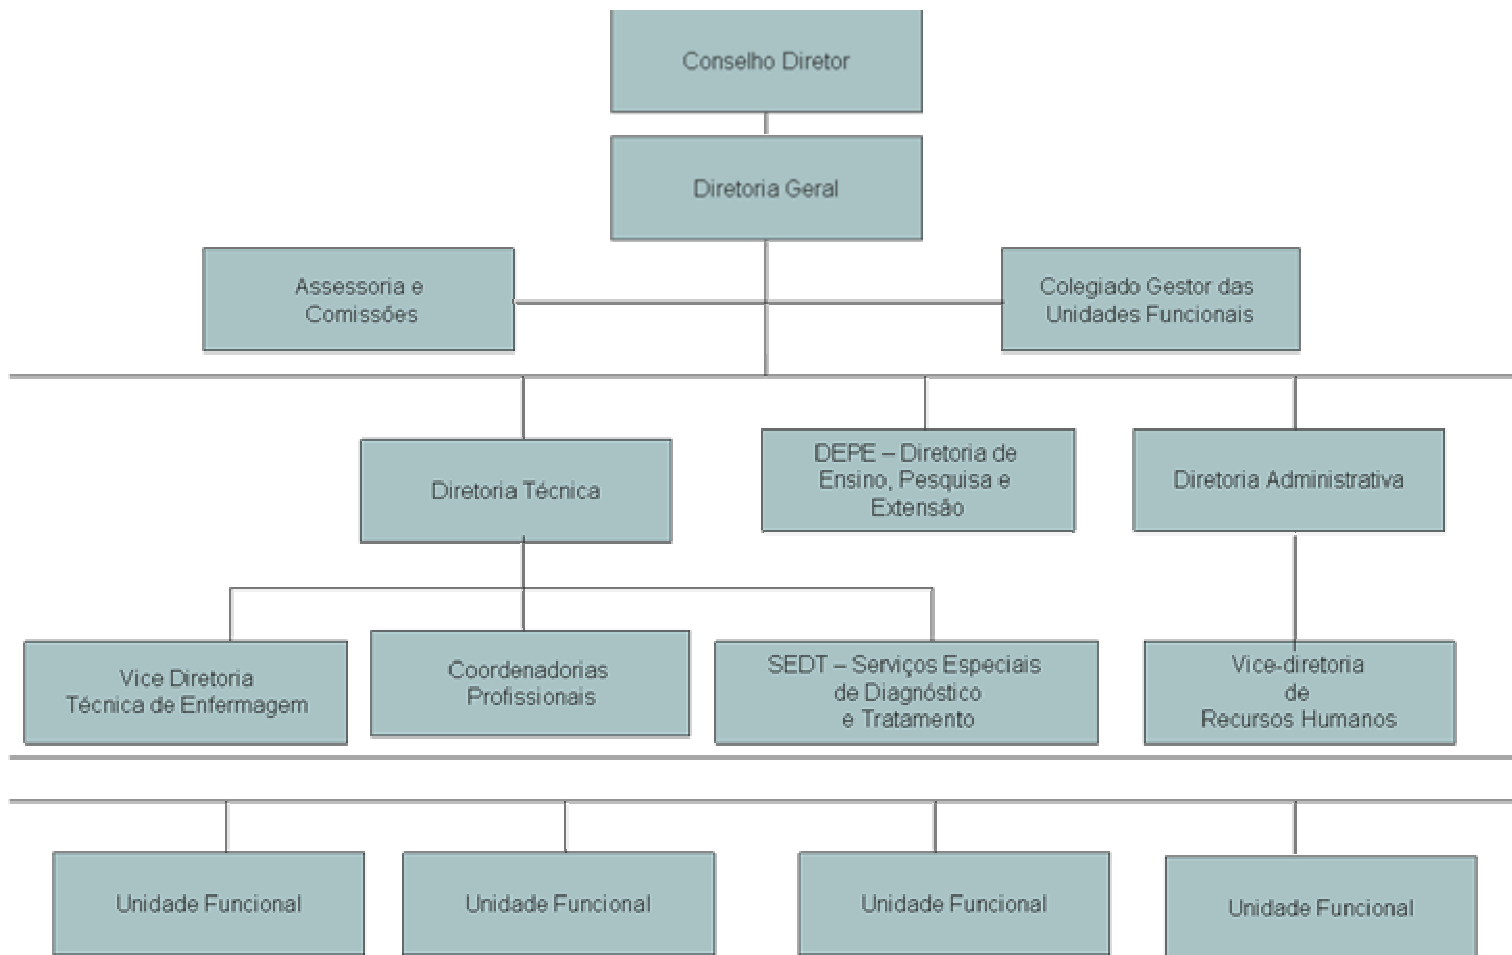 Conselho Diretor
Diretoria Geral
Assessoria e
Comissões
Colegiado Gestor das
Unidades Funcionais
Diretoria Técnica
DEPE – Diretoria de
Ensino, Pesquisa e
Extensão
Diretoria Administrativa
Vice Diretoria
Técnica de Enfermagem
Coordenadorias
Profissionais
SEDT – Serviços Especiais
de Diagnóstico
e Tratamento
Vice-diretoria
de
Recursos Humanos
Unidade Funcional
Unidade Funcional
Unidade Funcional
Unidade Funcional